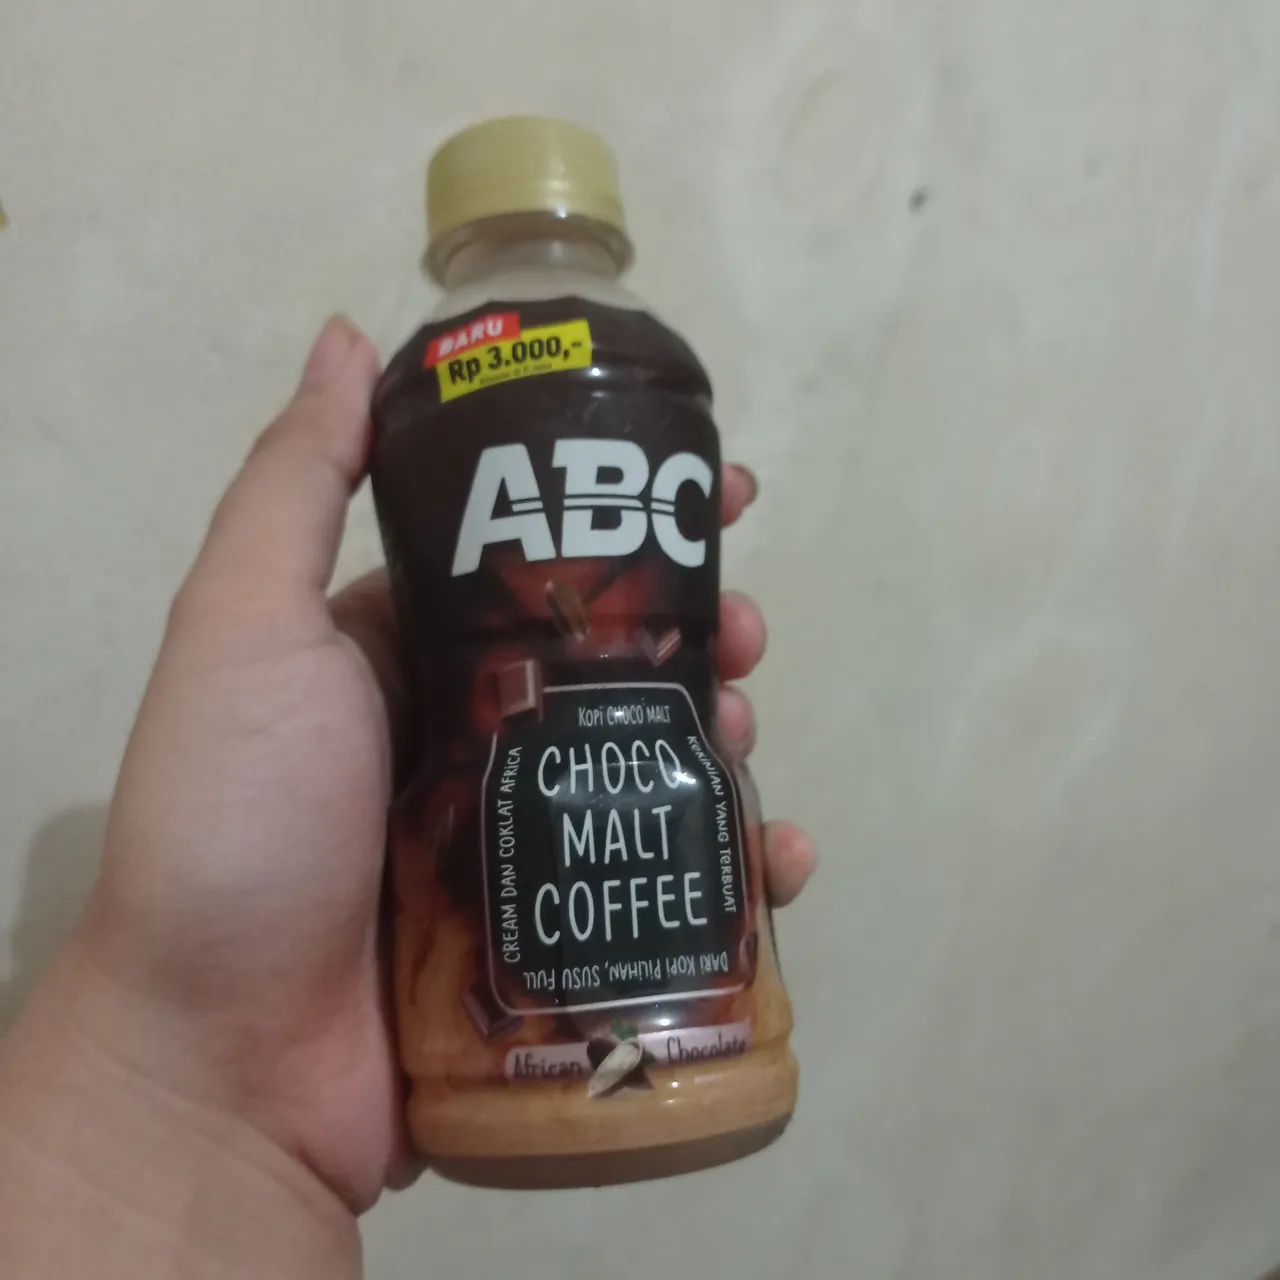 BARU
Rp 3.000,-
ABC
KOPI CHOCO MALT
KEKINIAN YANG TERBUAT
DARI KOPI PILIHAN, SUSU FULL
CREAM DAN COKLAT AFRICA
CHOCO
MALT
COFFEE
African Chocolate